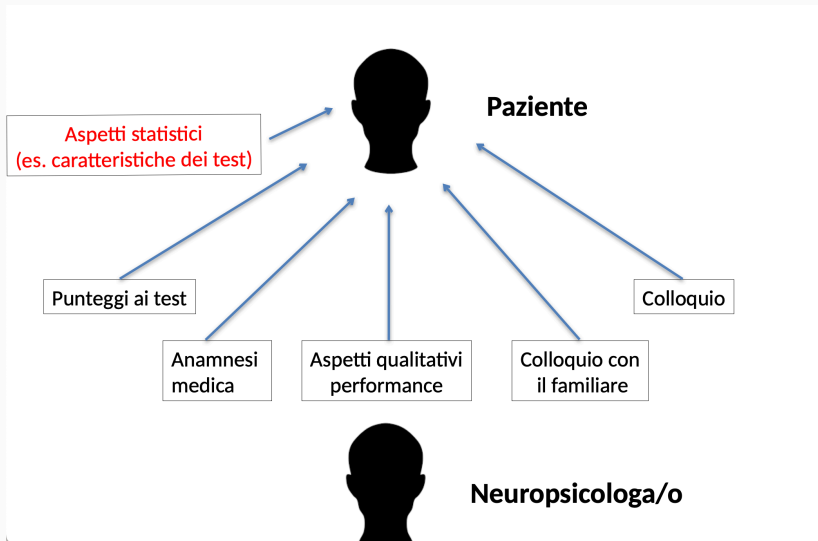 Paziente
Aspetti statistici
(es. caratteristiche dei test)
Punteggi ai test
Colloquio
Anamnesi
medica
Aspetti qualitativi
performance
Colloquio con
il familiare
Neuropsicologa/o